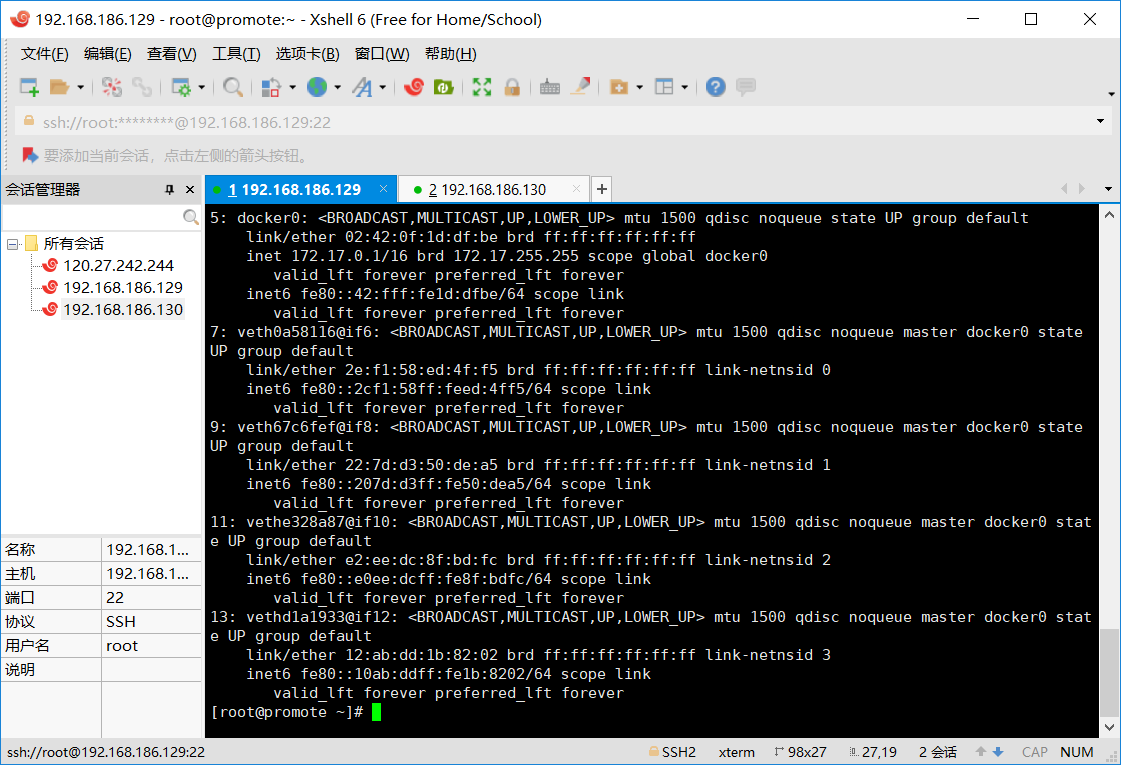 192.168.186.129 - root@promote:~ - Xshell 6 (Free for Home/School)
文件(F) 编辑(E) 查看(V) 工具(T) 选项卡(B) 窗口(W) 帮助(H)
ssh://root:********@192.168.186.129:22
要添加当前会话，点击左侧的箭头按钮。
会话管理器
1 192.168.186.129
2 192.168.186.130
所有会话
120.27.242.244
192.168.186.129
192.168.186.130
名称 192.168.1...
主机 192.168.1...
端口 22
协议 SSH
用户名 root
说明
5: docker0: <BROADCAST,MULTICAST,UP,LOWER_UP> mtu 1500 qdisc noqueue state UP group default
    link/ether 02:42:0f:1d:df:be brd ff:ff:ff:ff:ff:ff
    inet 172.17.0.1/16 brd 172.17.255.255 scope global docker0
       valid_lft forever preferred_lft forever
    inet6 fe80::42:fff:fe1d:dfbe/64 scope link
       valid_lft forever preferred_lft forever
7: veth0a58116@if6: <BROADCAST,MULTICAST,UP,LOWER_UP> mtu 1500 qdisc noqueue master docker0 state
UP group default
    link/ether 2e:f1:58:ed:4f:f5 brd ff:ff:ff:ff:ff:ff link-netnsid 0
    inet6 fe80::2cf1:58ff:feed:4ff5/64 scope link
       valid_lft forever preferred_lft forever
9: veth67c6fef@if8: <BROADCAST,MULTICAST,UP,LOWER_UP> mtu 1500 qdisc noqueue master docker0 state
UP group default
    link/ether 22:7d:d3:50:de:a5 brd ff:ff:ff:ff:ff:ff link-netnsid 1
    inet6 fe80::207d:d3ff:fe50:dea5/64 scope link
       valid_lft forever preferred_lft forever
11: vethe328a87@if10: <BROADCAST,MULTICAST,UP,LOWER_UP> mtu 1500 qdisc noqueue master docker0 stat
e UP group default
    link/ether e2:ee:dc:8f:bd:fc brd ff:ff:ff:ff:ff:ff link-netnsid 2
    inet6 fe80::e0ee:dcff:fe8f:bdfc/64 scope link
       valid_lft forever preferred_lft forever
13: vethd1a1933@if12: <BROADCAST,MULTICAST,UP,LOWER_UP> mtu 1500 qdisc noqueue master docker0 stat
e UP group default
    link/ether 12:ab:dd:1b:82:02 brd ff:ff:ff:ff:ff:ff link-netnsid 3
    inet6 fe80::10ab:ddff:fe1b:8202/64 scope link
       valid_lft forever preferred_lft forever
[root@promote ~]#
ssh://root@192.168.186.129:22 SSH2 xterm 98x27 27,19 2 会话 CAP NUM